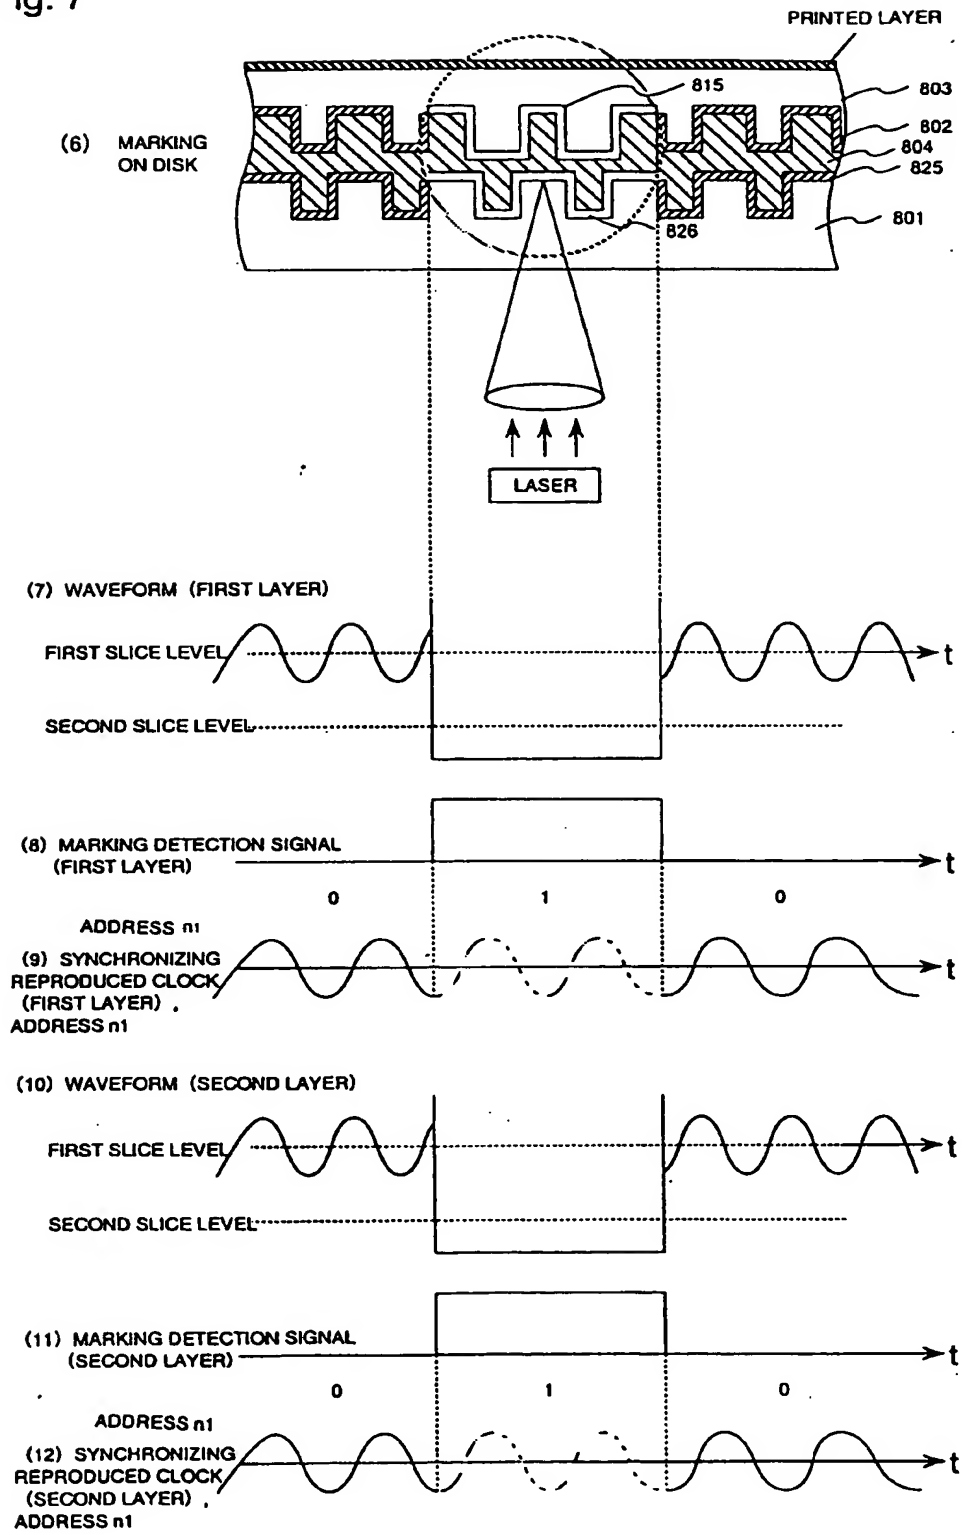 Fig. 7
PRINTED LAYER
815
803
(6) MARKING
ON DISK
802
804
825
801
826
LASER
(7) WAVEFORM (FIRST LAYER)
FIRST SLICE LEVEL
t
SECOND SLICE LEVEL
(8) MARKING DETECTION SIGNAL
(FIRST LAYER)
t
0
1
0
ADDRESS n1
(9) SYNCHRONIZING
REPRODUCED CLOCK
(FIRST LAYER),
ADDRESS n1
t
(10) WAVEFORM (SECOND LAYER)
FIRST SLICE LEVEL
t
SECOND SLICE LEVEL
(11) MARKING DETECTION SIGNAL
(SECOND LAYER)
t
0
1
0
ADDRESS n1
(12) SYNCHRONIZING
REPRODUCED CLOCK
(SECOND LAYER),
ADDRESS n1
t